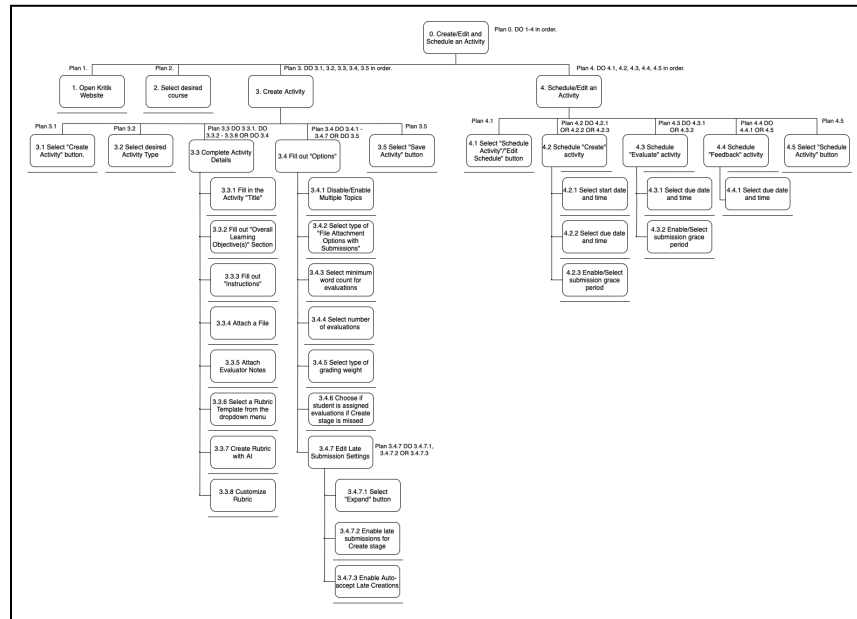 0. Create/Edit and
Schedule an Activity
Plan 0. DO 1-4 in order.
Plan 1.
Plan 2.
Plan 3. DO 3.1, 3.2, 3.3, 3.4, 3.5 in order.
Plan 4. DO 4.1, 4.2, 4.3, 4.4, 4.5 in order.
1. Open Kritik
Website
2. Select desired
course
3. Create Activity
4. Schedule/Edit an
Activity
Plan 3.1
Plan 3.2
Plan 3.3 DO 3.3.1. DO
3.3.2 - 3.3.8 OR DO 3.4
Plan 3.4 DO 3.4.1 -
3.4.7 OR DO 3.5
Plan 3.5
Plan 4.1
Plan 4.2 DO 4.2.1
OR 4.2.2 OR 4.2.3
Plan 4.3 DO 4.3.1
OR 4.3.2
Plan 4.4 DO
4.4.1 OR 4.5
Plan 4.5
3.1 Select "Create
Activity" button.
3.2 Select desired
Activity Type
3.3 Complete Activity
Details
3.4 Fill out "Options"
3.5 Select "Save
Activity" button
4.1 Select "Schedule
Activity"/"Edit
Schedule" button
4.2 Schedule "Create"
activity
4.3 Schedule
"Evaluate" activity
4.4 Schedule
"Feedback" activity
4.5 Select "Schedule
Activity" button
3.3.1 Fill in the
Activity "Title"
3.3.2 Fill out "Overall
Learning
Objective(s)" Section
3.3.3 Fill out
"Instructions"
3.3.4 Attach a File
3.3.5 Attach
Evaluator Notes
3.3.6 Select a Rubric
Template from the
dropdown menu
3.3.7 Create Rubric
with AI
3.3.8 Customize
Rubric
3.4.1 Disable/Enable
Multiple Topics
3.4.2 Select type of
"File Attachment
Options with
Submissions"
3.4.3 Select minimum
word count for
evaluations
3.4.4 Select number
of evaluations
3.4.5 Select type of
grading weight
3.4.6 Choose if
student is assigned
evaluations if Create
stage is missed
3.4.7 Edit Late
Submission Settings
Plan 3.4.7 DO 3.4.7.1,
3.4.7.2 OR 3.4.7.3
3.4.7.1 Select
"Expand" button
3.4.7.2 Enable late
submissions for
Create stage
3.4.7.3 Enable Auto-
accept Late Creations
4.2.1 Select start date
and time
4.2.2 Select due date
and time
4.2.3 Enable/Select
submission grace
period
4.3.1 Select due date
and time
4.3.2 Enable/Select
submission grace
period
4.4.1 Select due date
and time